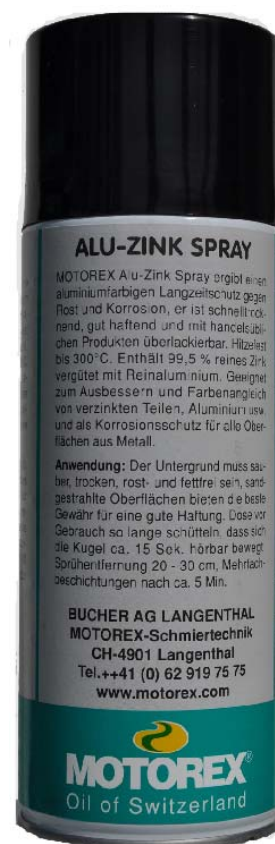 ALU-ZINK SPRAY
MOTOREX Alu-Zink Spray ergibt einen
aluminiumfarbigen Langzeitschutz gegen
Rost und Korrosion, er ist schnelltrock-
nend, gut haftend und mit handelsübli-
chen Produkten überlackierbar. Hitzefest
bis 300°C. Enthält 99,5 % reines Zink
vergütet mit Reinaluminium. Geeignet
zum Ausbessern und Farbenangleich
von verzinkten Teilen, Aluminium usw.
und als Korrosionsschutz für alle Ober-
flächen aus Metall.
Anwendung: Der Untergrund muss sau-
ber, trocken, rost- und fettfrei sein, sand-
gestrahlte Oberflächen bieten die beste
Gewähr für eine gute Haftung. Dose vor
Gebrauch so lange schütteln, dass sich
die Kugel ca. 15 Sek. hörbar bewegt.
Sprühentfernung 20 - 30 cm, Mehrfach-
beschichtungen nach ca. 5 Min.
BUCHER AG LANGENTHAL
MOTOREX-Schmiertechnik
CH-4901 Langenthal
Tel.++41 (0) 62 919 75 75
www.motorex.com
MOTOREX®
Oil of Switzerland